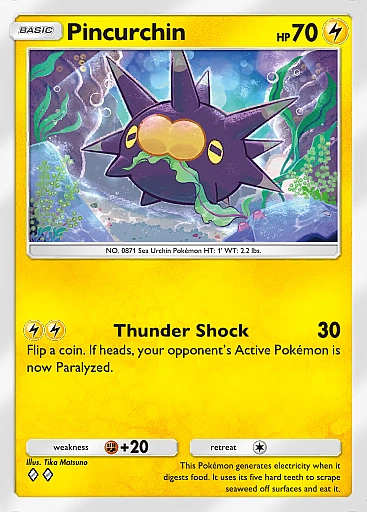 BASIC Pincurchin HP 70
NO. 0871 Sea Urchin Pokémon HT: 1' WT: 2.2 lbs.
Thunder Shock 30
Flip a coin. If heads, your opponent's Active Pokémon is
now Paralyzed.
weakness +20 retreat
Illus. Tika Matsuno
This Pokémon generates electricity when it
digests food. It uses its five hard teeth to scrape
seaweed off surfaces and eat it.